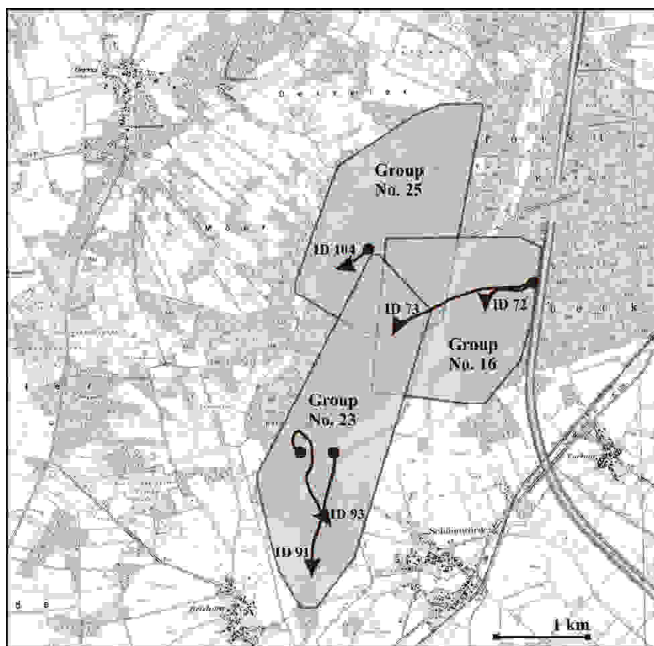 Group
No. 25
ID 104
ID 73
ID 72
Group
No. 16
Group
No. 23
ID 93
ID 91
1 km